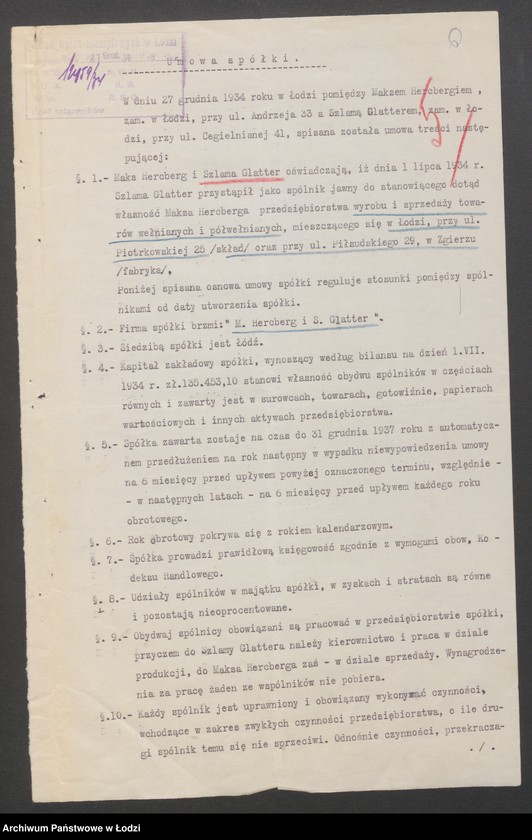 Umowa spółki.
W dniu 27 grudnia 1934 roku w Łodzi pomiędzy Maksem Hercbergiem,
zam. w Łodzi, przy ul. Andrzeja 33 a Szlamą Glatterem, zam. w Ło-
dzi, przy ul. Cegielnianej 41, spisana została umowa treści nastę-
pującej:
§. 1.- Maks Hercberg i Szlama Glatter oświadczają, iż dnia 1 lipca 1934 r.
Szlama Glatter przystąpił jako spólnik jawny do stanowiącego dotąd
własność Maksa Hercberga przedsiębiorstwa wyrobu i sprzedaży towa-
rów wełnianych i półwełnianych, mieszczącego się w Łodzi, przy ul.
Piotrkowskiej 25 /skład/ oraz przy ul. Piłsudskiego 29, w Zgierzu
/fabryka/,
Poniżej spisana osnowa umowy spółki reguluje stosunki pomiędzy spól-
nikami od daty utworzenia spółki.
§. 2.- Firma spółki brzmi:" M. Hercberg i S. Glatter ".
§. 3.- Siedzibą spółki jest Łódź.
§. 4.- Kapitał zakładowy spółki, wynoszący według bilansu na dzień 1.VII.
1934 r. zł.135.453,10 stanowi własność obydwu spólników w częściach
równych i zawarty jest w surowcach, towarach, gotowiźnie, papierach
wartościowych i innych aktywach przedsiębiorstwa.
§. 5.- Spółka zawarta zostaje na czas do 31 grudnia 1937 roku z automatycz-
nem przedłużeniem na rok następny w wypadku niewypowiedzenia umowy
na 6 miesięcy przed upływem powyżej oznaczonego terminu, względnie -
- w następnych latach - na 6 miesięcy przed upływem każdego roku
obrotowego.
§. 6.- Rok obrotowy pokrywa się z rokiem kalendarzowym.
§. 7.- Spółka prowadzi prawidłową księgowość zgodnie z wymogami obow. Ko -
deksu Handlowego.
§. 8.- Udziały spólników w majątku spółki, w zyskach i stratach są równe
i pozostają nieoprocentowane.
§. 9.- Obydwaj spólnicy obowiązani są pracować w przedsiębiorstwie spółki,
przyczem do Szlamy Glattera należy kierownictwo i praca w dziale
produkcji, do Maksa Hercberga zaś - w dziale sprzedaży. Wynagrodze-
nia za pracę żaden ze wspólników nie pobiera.
§.10.- Każdy spólnik jest uprawniony i obowiązany wykonywać czynności,
wchodzące w zakres zwykłych czynności przedsiębiorstwa, o ile dru-
gi spólnik temu się nie sprzeciwi. Odnośnie czynności, przekracza-
./.
Archiwum Państwowe w Łodzi